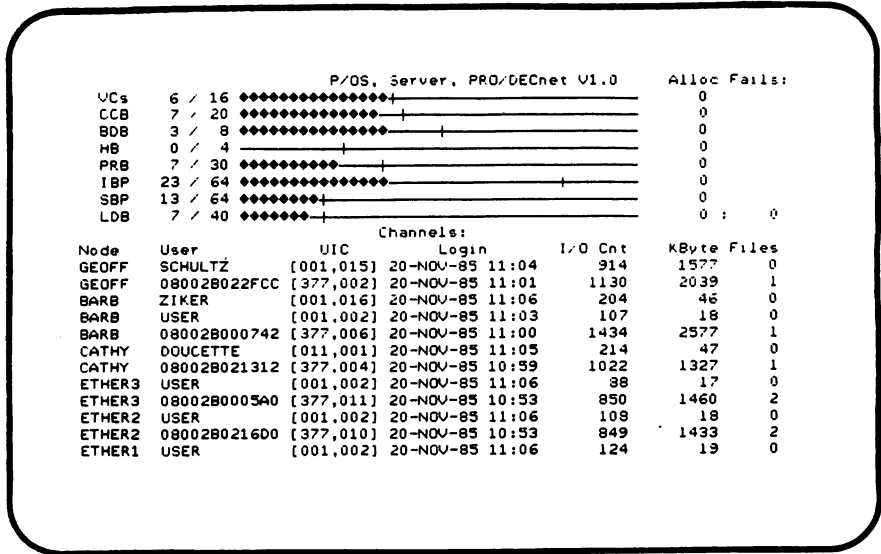 P/OS, Server, PRO/DECnet V1.0 Alloc Fails:
VCs 6 / 16 0
CCB 7 / 20 0
BDB 3 / 8 0
HB 0 / 4 0
PRB 7 / 30 0
IBP 23 / 64 0
SBP 13 / 64 0
LDB 7 / 40 0 : 0
Channels:
Node User UIC Login I/O Cnt KByte Files
GEOFF SCHULTZ [001,015] 20-NOV-85 11:04 914 1577 0
GEOFF 08002B022FCC [377,002] 20-NOV-85 11:01 1130 2039 1
BARB ZIKER [001.016] 20-NOV-85 11:06 204 46 0
BARB USER [001.002] 20-NOV-85 11:03 107 18 0
BARB 08002B000742 [377,006] 20-NOV-85 11:00 1434 2577 1
CATHY DOUCETTE [011,001] 20-NOV-85 11:05 214 47 0
CATHY 08002B021312 [377.004] 20-NOV-85 10:59 1022 1327 1
ETHER3 USER [001,002] 20-NOV-85 11:06 88 17 0
ETHER3 08002B0005A0 [377,011] 20-NOV-85 10:53 850 1460 2
ETHER2 USER [001.002] 20-NOV-85 11:06 108 18 0
ETHER2 08002B0216D0 [377,010] 20-NOV-85 10:53 849 1433 2
ETHER1 USER [001,002] 20-NOV-85 11:06 124 19 0